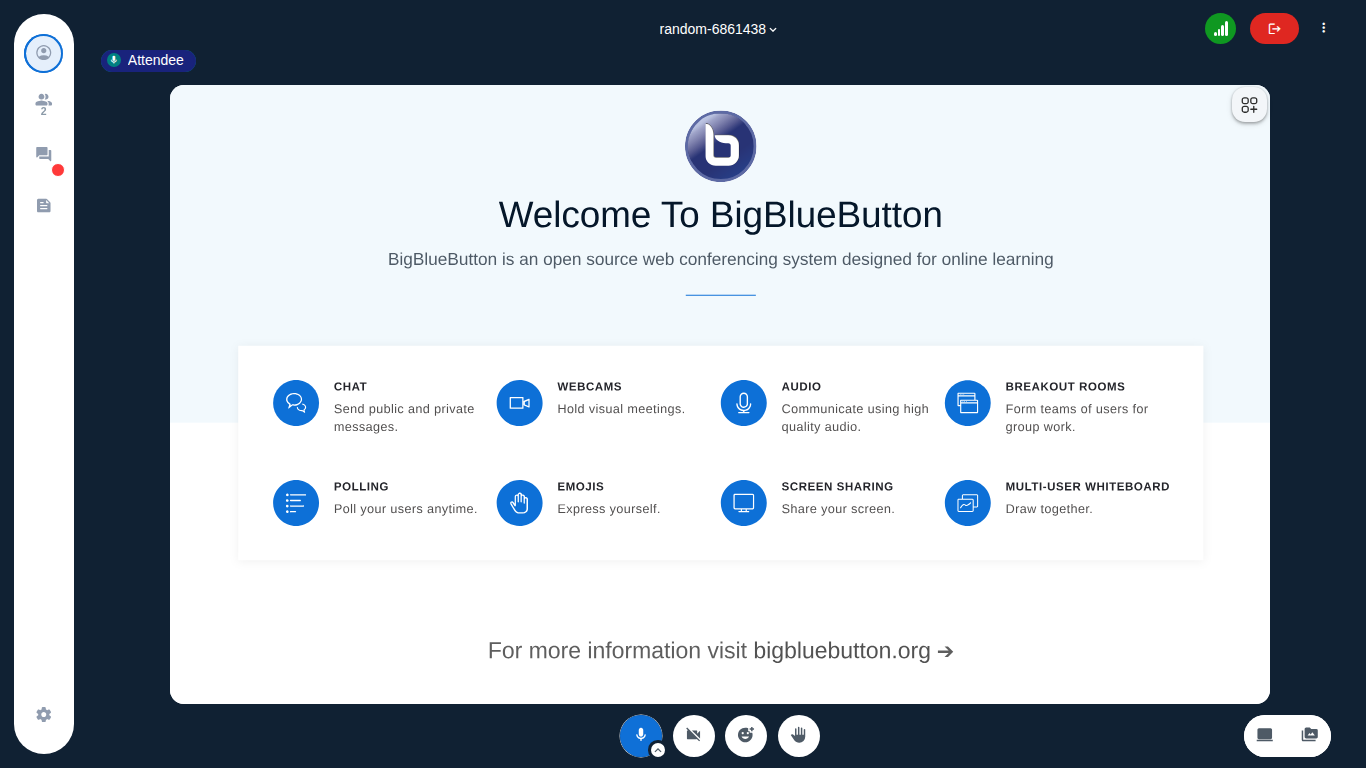 random-6861438
Attendee
2
Welcome To BigBlueButton
BigBlueButton is an open source web conferencing system designed for online learning
CHAT
Send public and private
messages.
WEBCAMS
Hold visual meetings.
AUDIO
Communicate using high
quality audio.
BREAKOUT ROOMS
Form teams of users for
group work.
POLLING
Poll your users anytime.
EMOJIS
Express yourself.
SCREEN SHARING
Share your screen.
MULTI-USER WHITEBOARD
Draw together.
For more information visit bigbluebutton.org ➔